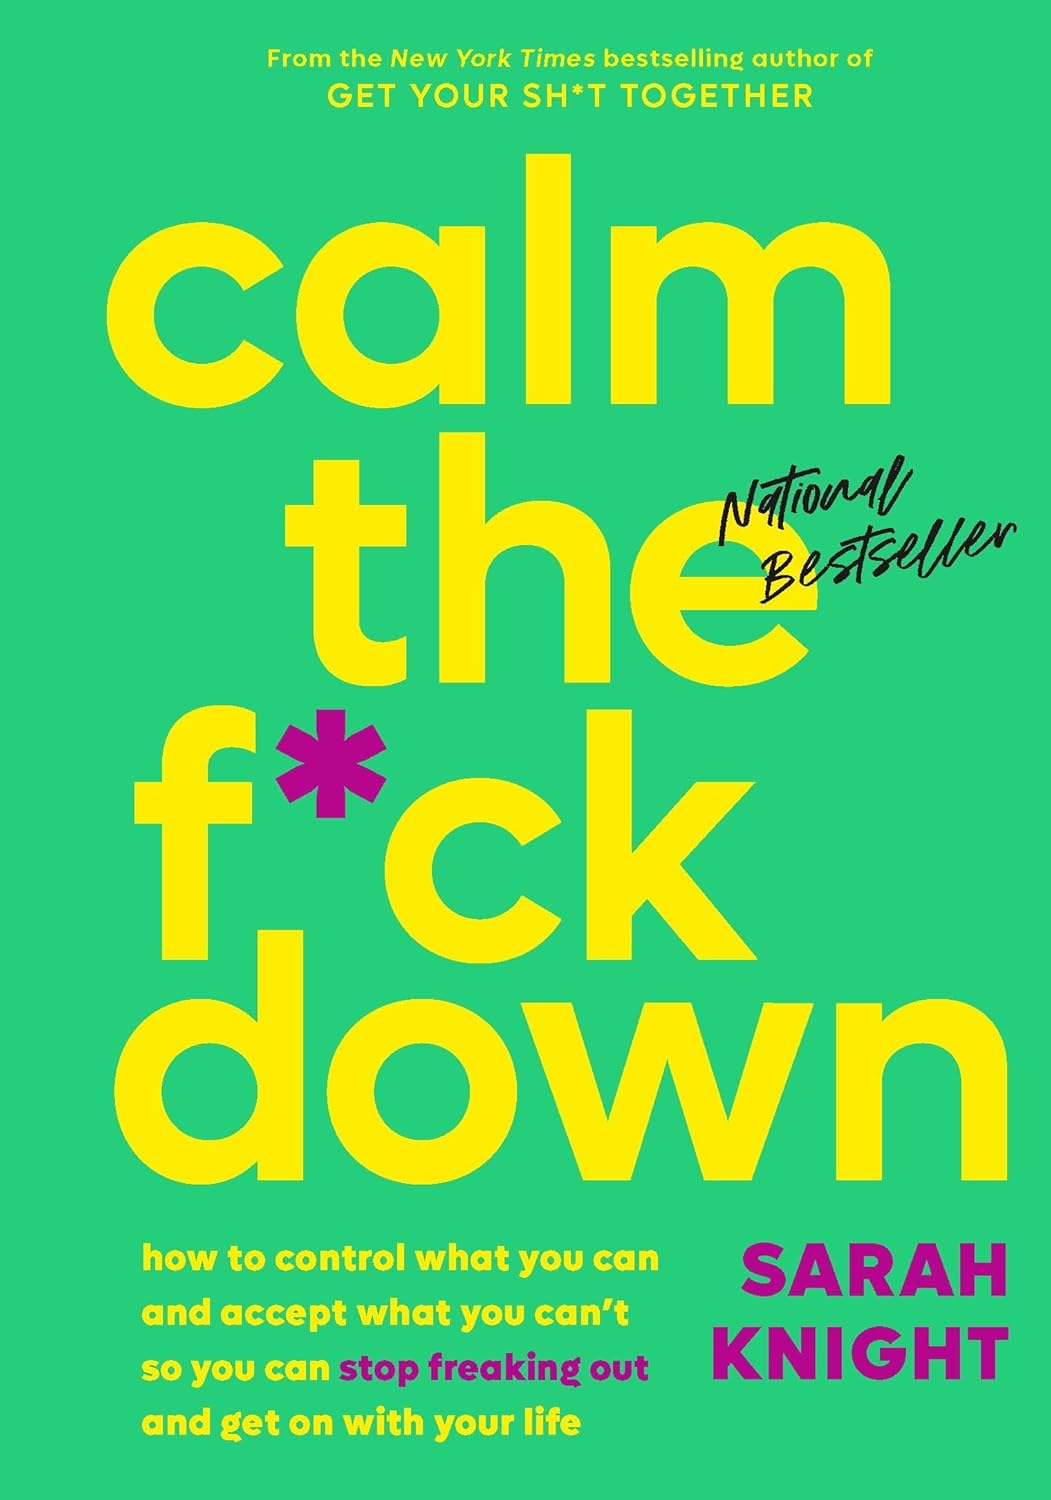 From the New York Times bestselling author of
GET YOUR SH*T TOGETHER
calm
the
National
Bestseller
f*ck
down
how to control what you can
and accept what you can't
so you can stop freaking out
and get on with your life
SARAH
KNIGHT